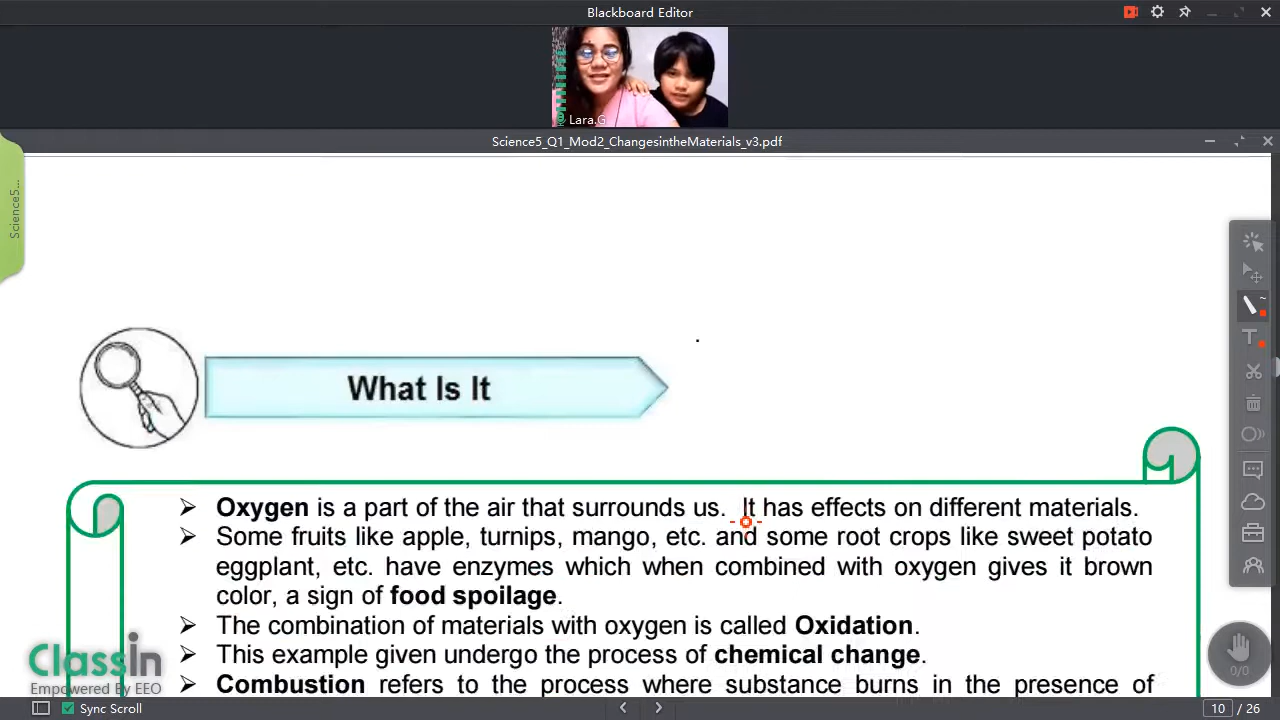 Blackboard Editor
Lara.G
Science5_Q1_Mod2_ChangesintheMaterials_v3.pdf
Science5...
What Is It
➢ Oxygen is a part of the air that surrounds us. It has effects on different materials.
➢ Some fruits like apple, turnips, mango, etc. and some root crops like sweet potato
eggplant, etc. have enzymes which when combined with oxygen gives it brown
color, a sign of food spoilage.
➢ The combination of materials with oxygen is called Oxidation.
➢ This example given undergo the process of chemical change.
➢ Combustion refers to the process where substance burns in the presence of
ClassIn
Empowered By EEO
0/0
Sync Scroll
10 / 26